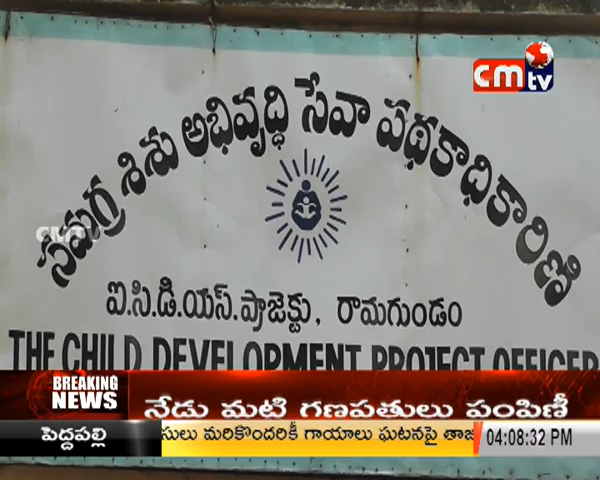 cm tv
సమగ్ర శిశు అభివృద్ధి సేవా పథకాధికారిణి
CMTV
ఐ.సి.డి.యస్.ప్రాజెక్టు, రామగుండం
THE CHILD DEVELOPMENT PROJECT OFFICER
BREAKING NEWS
నేడు మటి గణపతులు పంపిణీ
పెద్దపల్లి
సులు మరికొందరికీ గాయాలు ఘటనపై తాజ
04:08:32 PM